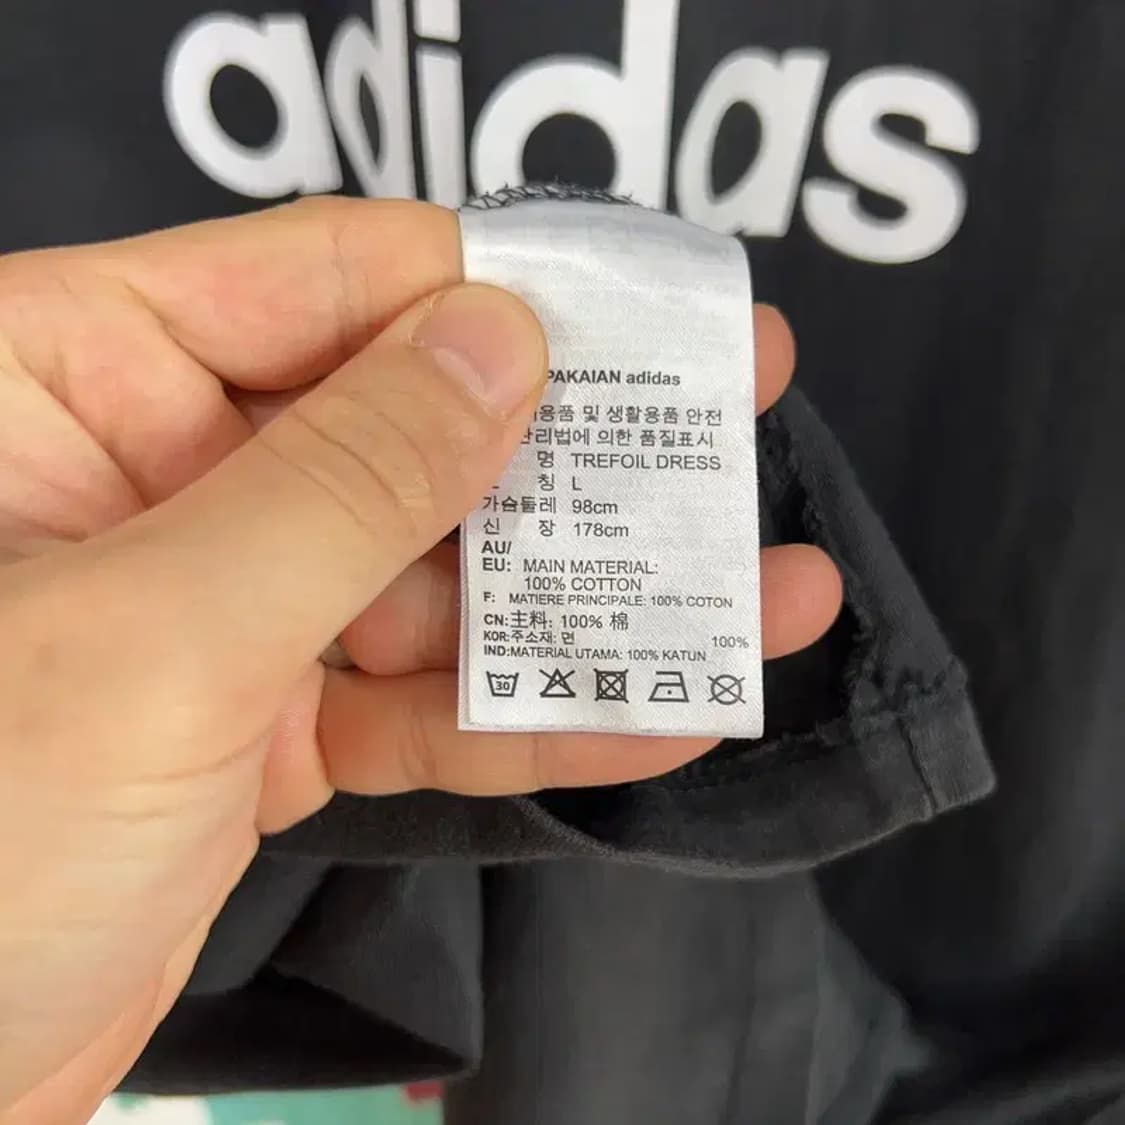 adidas
PAKAIAN adidas
용품 및 생활용품 안전
관리법에 의한 품질표시
명 TREFOIL DRESS
칭 L
가슴둘레 98cm
신 장 178cm
AU/
EU: MAIN MATERIAL:
100% COTTON
F: MATIERE PRINCIPALE: 100% COTON
CN:主料: 100% 棉
KOR:주소재: 면 100%
IND:MATERIAL UTAMA: 100% KATUN
30